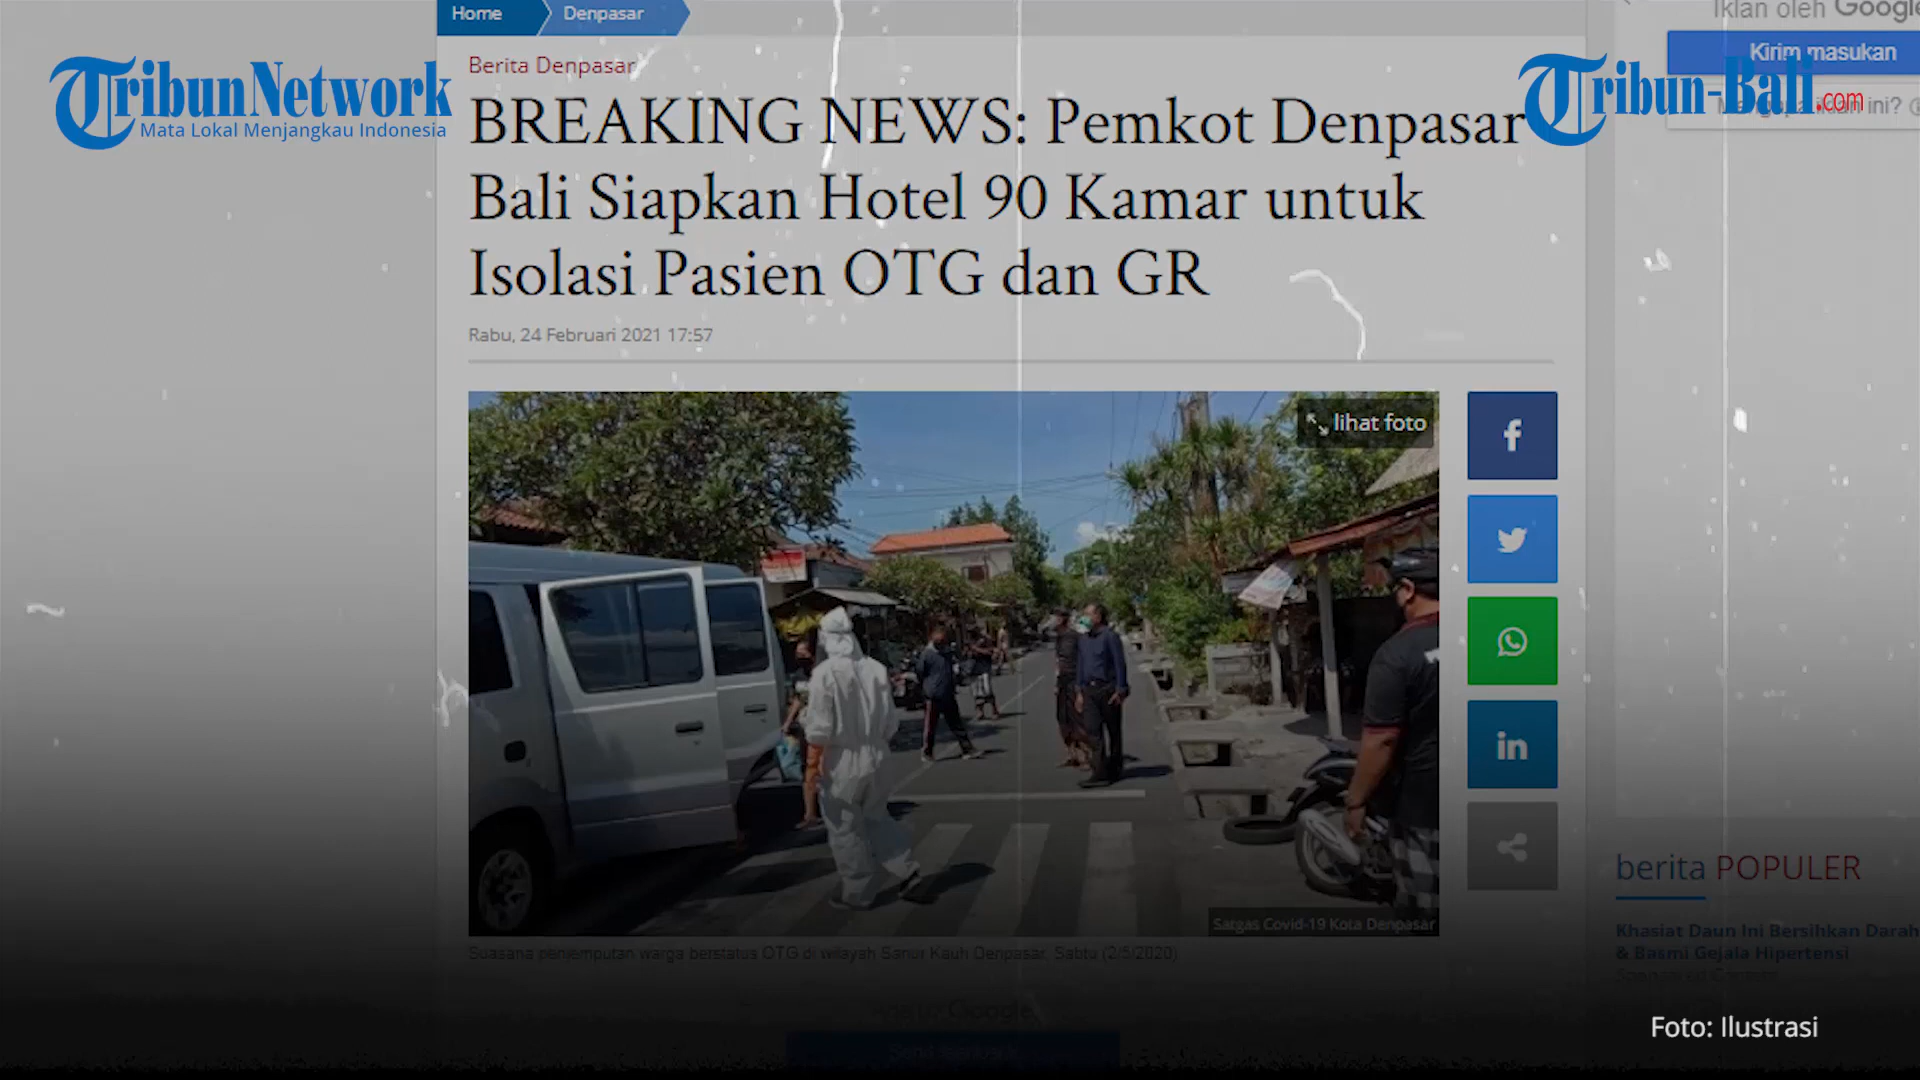 Home
Denpasar
Iklan oleh Google
Kirim masukan
TribunNetwork
Mata Lokal Menjangkau Indonesia
Tribun-Bali.com
ini?
Berita Denpasar
BREAKING NEWS: Pemkot Denpasar
Bali Siapkan Hotel 90 Kamar untuk
Isolasi Pasien OTG dan GR
Rabu, 24 Februari 2021 17:57
lihat foto
Satgas Covid-19 Kota Denpasar
Suasana penjemputan warga berstatus OTG di wilayah Sanur Kauh Denpasar, Sabtu (2/5/2020)
berita POPULER
Khasiat Daun Ini Bersihkan Darah
& Basmi Gejala Hipertensi
Foto: Ilustrasi